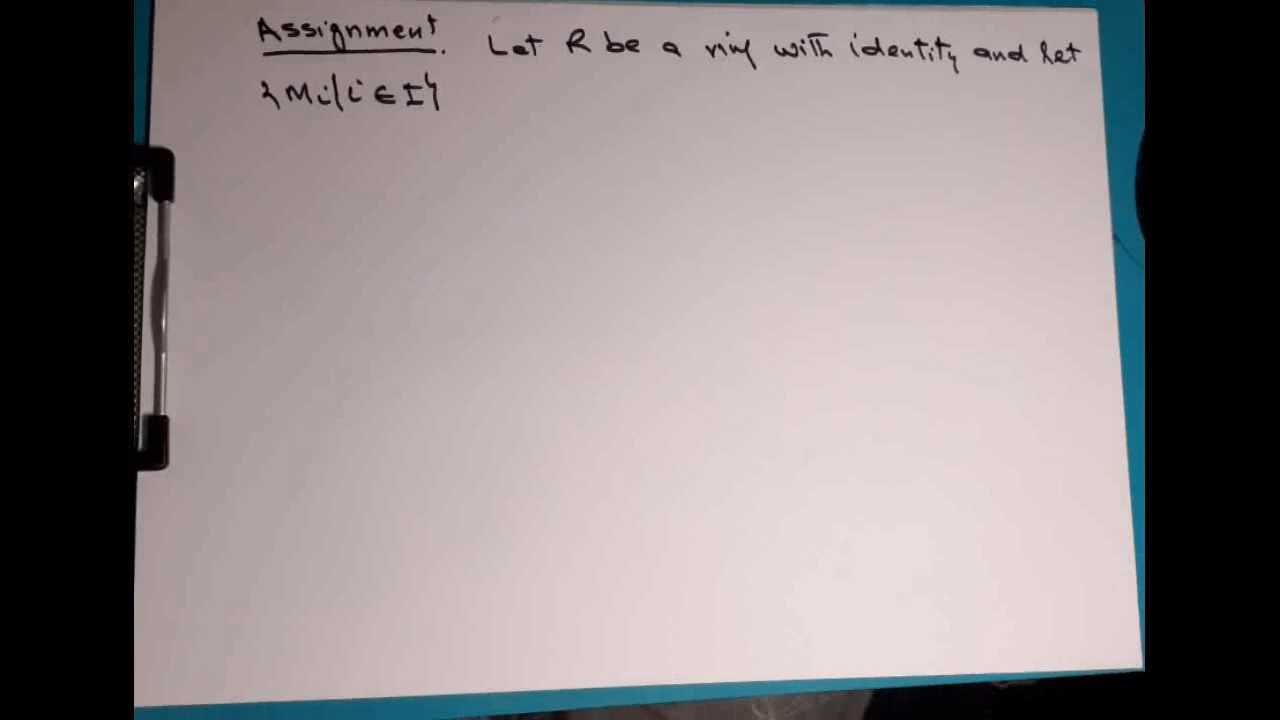 Assignment. Let R be a ring with identity and let
{Mi | i ∈ I}